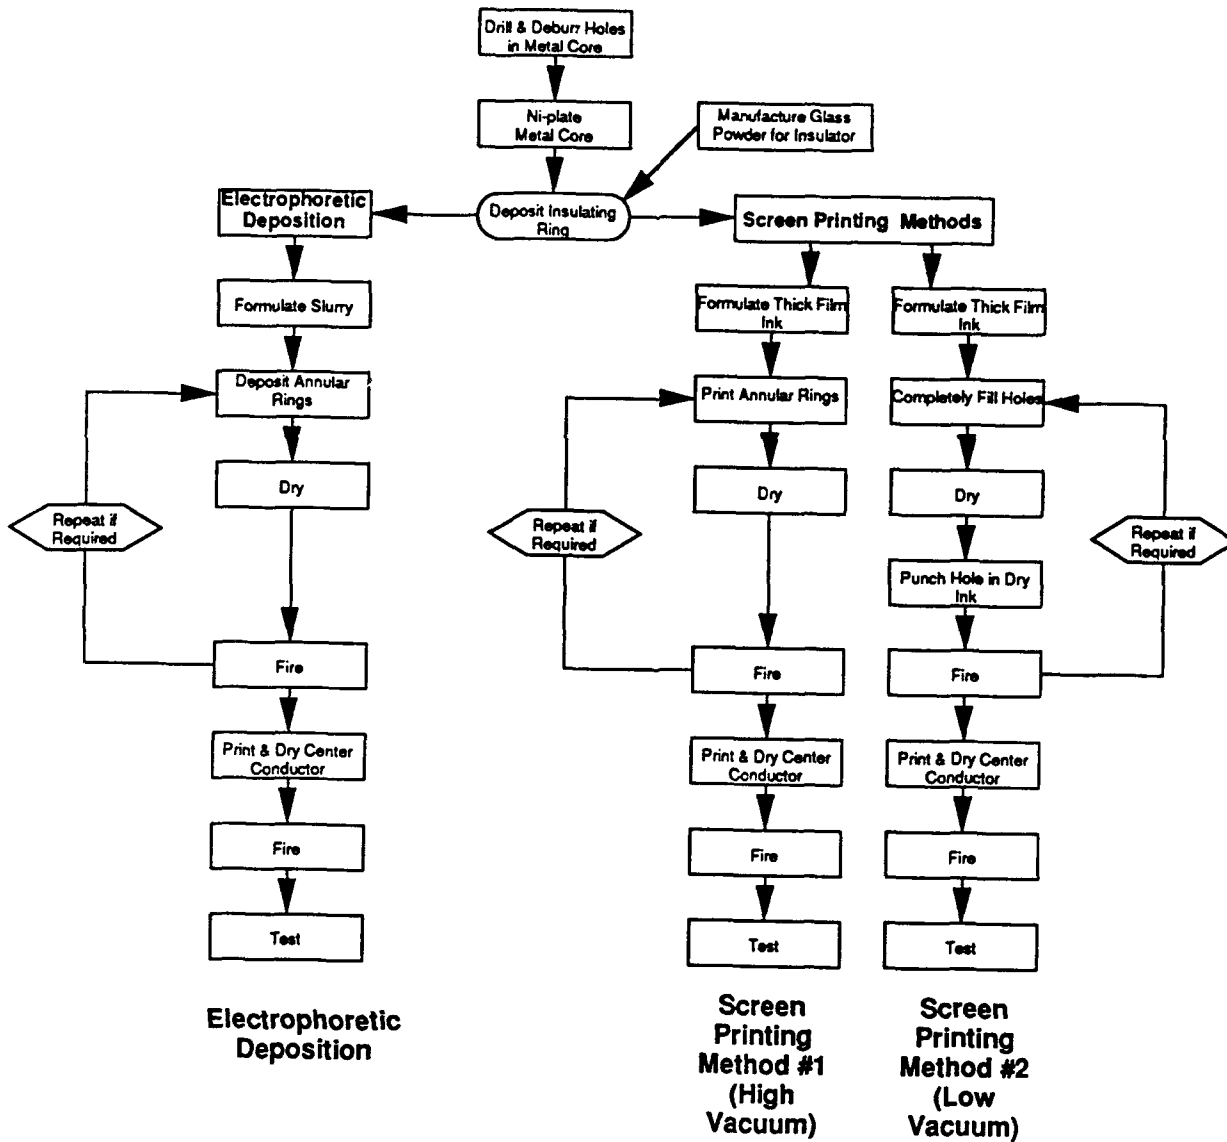 Drill & Deburr Holes
in Metal Core
Ni-plate
Metal Core
Manufacture Glass
Powder for Insulator
Deposit Insulating
Ring
Electrophoretic
Deposition
Formulate Slurry
Deposit Annular
Rings
Dry
Repeat if
Required
Fire
Print & Dry Center
Conductor
Fire
Test
Electrophoretic
Deposition
Screen Printing Methods
Formulate Thick Film
Ink
Print Annular Rings
Dry
Repeat if
Required
Fire
Print & Dry Center
Conductor
Fire
Test
Screen
Printing
Method #1
(High
Vacuum)
Formulate Thick Film
Ink
Completely Fill Holes
Dry
Punch Hole in Dry
Ink
Repeat if
Required
Fire
Print & Dry Center
Conductor
Fire
Test
Screen
Printing
Method #2
(Low
Vacuum)